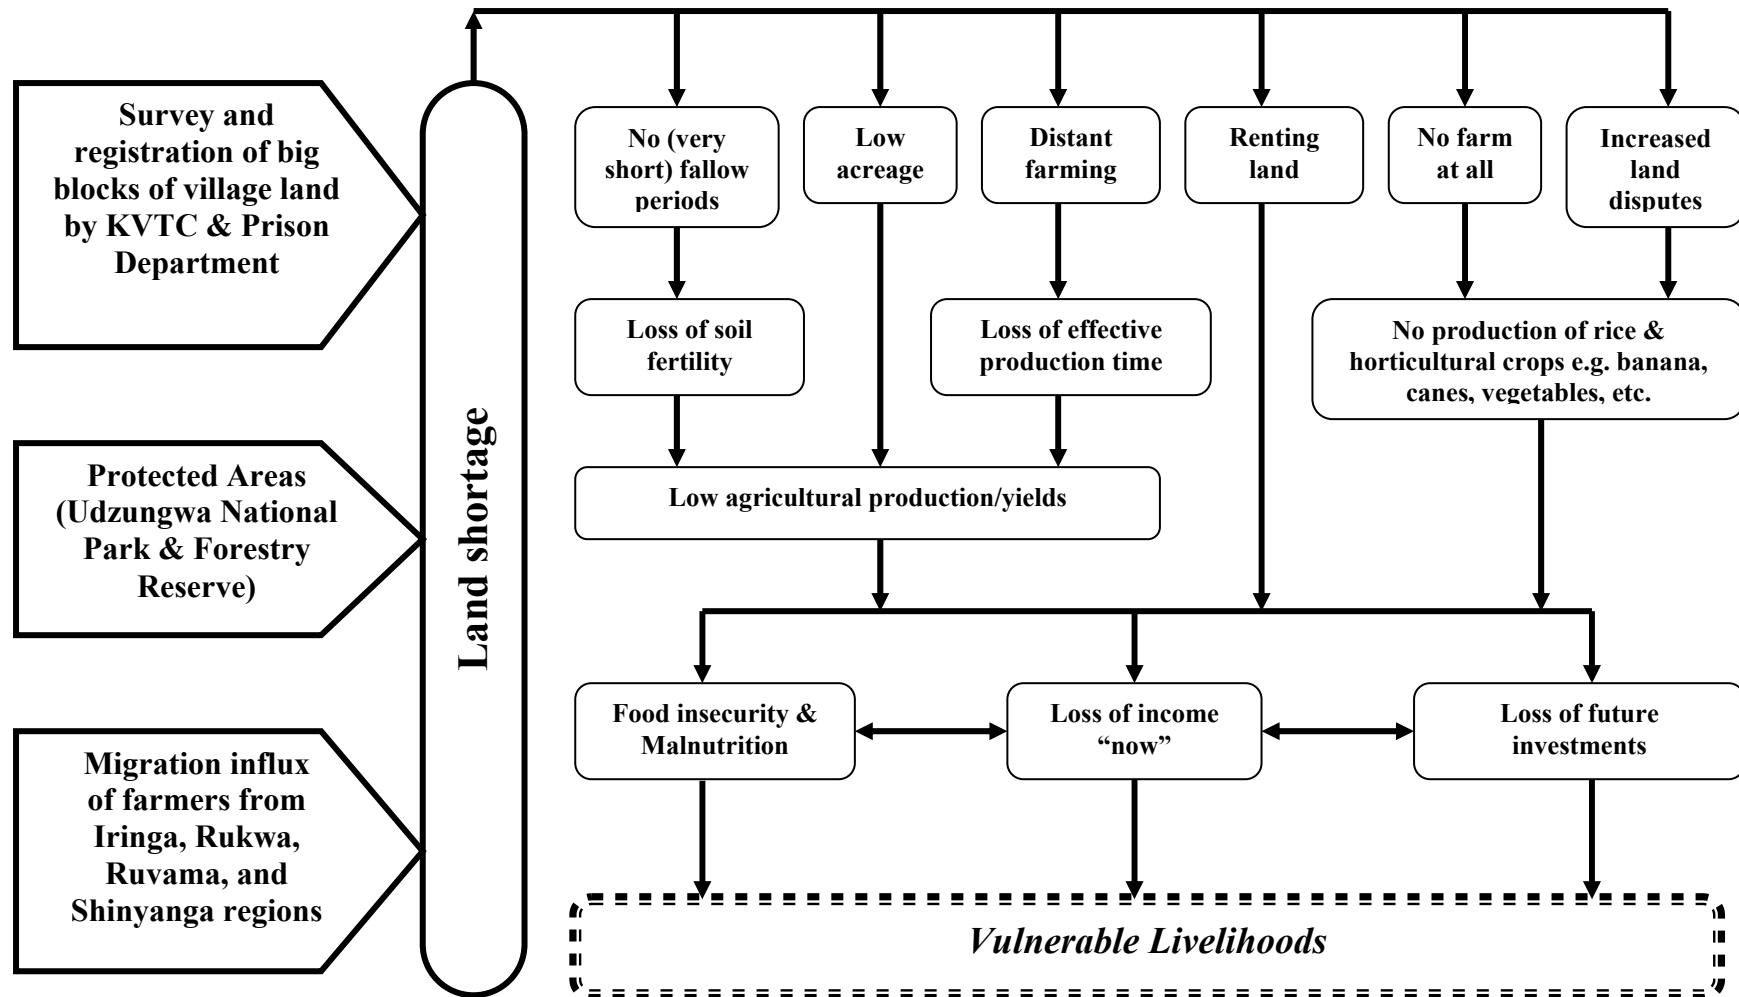 Survey and
registration of big
blocks of village land
by KVTC & Prison
Department
Protected Areas
(Udzungwa National
Park & Forestry
Reserve)
Migration influx
of farmers from
Iringa, Rukwa,
Ruvama, and
Shinyanga regions
Land shortage
No (very
short) fallow
periods
Low
acreage
Distant
farming
Renting
land
No farm
at all
Increased
land
disputes
Loss of soil
fertility
Loss of effective
production time
No production of rice &
horticultural crops e.g. banana,
canes, vegetables, etc.
Low agricultural production/yields
Food insecurity &
Malnutrition
Loss of income
“now”
Loss of future
investments
Vulnerable Livelihoods